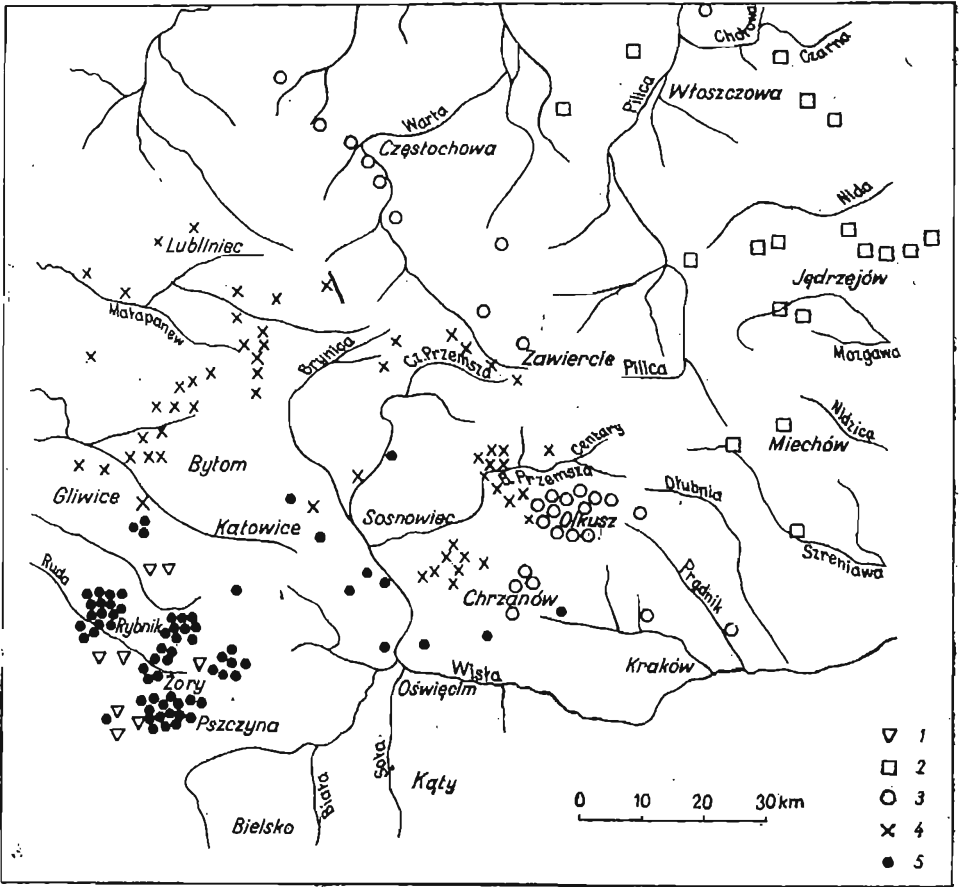 Chotowa
Czarna
Włoszczowa
Pilica
Warta
Częstochowa
Nida
Lubliniec
Jędrzejów
Małapanew
Brynica
Cz.Przemsza
Zawiercie
Pilica
Mozgawa
Nidzica
Miechów
Centary
B. Przemsza
Bytom
Gliwice
Katowice
Sosnowiec
Olkusz
Dłubnia
Szreniawa
Ruda
Rybnik
Chrzanów
Prądnik
Kraków
Wisła
Oświęcim
Żory
Pszczyna
Soła
Biała
Kąty
Bielsko
0 10 20 30 km
1
2
3
4
5